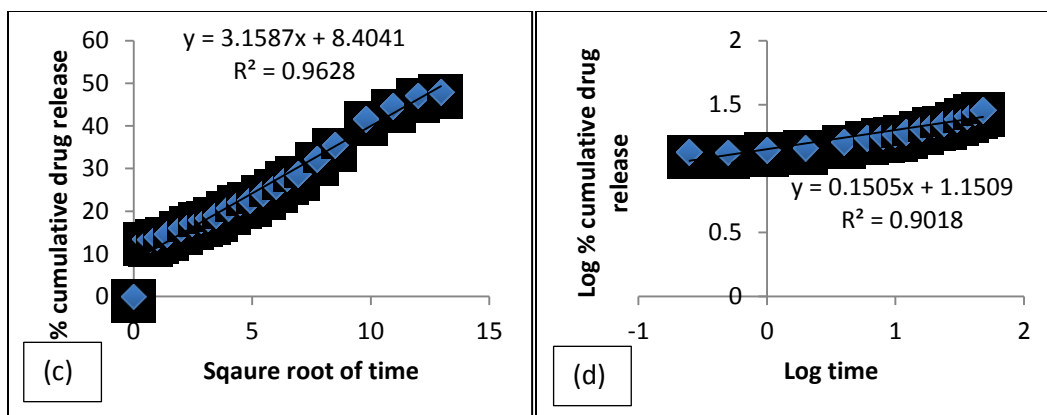 60
50
40
30
20
10
0
% cumulative drug release
y = 3.1587x + 8.4041
R² = 0.9628
0
5
10
15
Sqaure root of time
(c)
2
1.5
1
0.5
0
Log % cumulative drug
release
y = 0.1505x + 1.1509
R² = 0.9018
-1
0
1
2
Log time
(d)